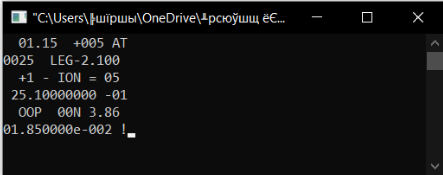 "C:\Users\╠шїршы\OneDrive\╨рсюўшщ ёЄ...
  01.15  +005 AT
0025  LEG-2.100
  +1 - ION = 05
 25.10000000 -01
  OOP  00N 3.86
01.850000e-002 !